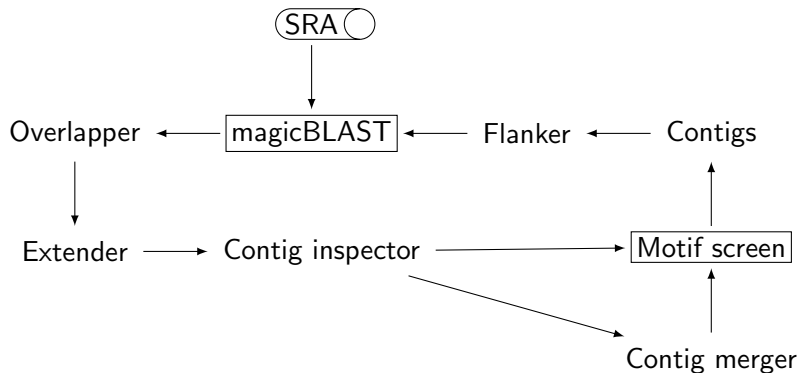 SRA
Overlapper
magicBLAST
Flanker
Contigs
Extender
Contig inspector
Motif screen
Contig merger